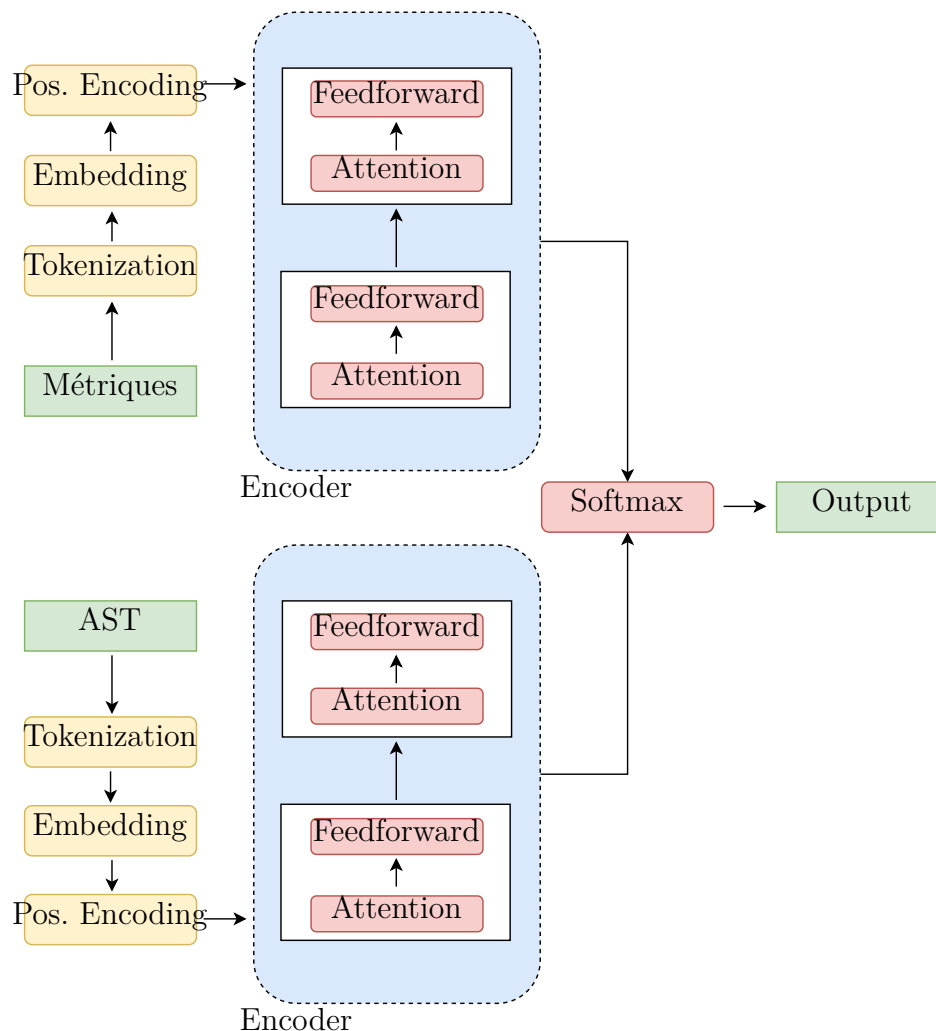 Pos. Encoding
Embedding
Tokenization
Métriques
Feedforward
Attention
Feedforward
Attention
Encoder
Softmax
Output
AST
Tokenization
Embedding
Pos. Encoding
Feedforward
Attention
Feedforward
Attention
Encoder